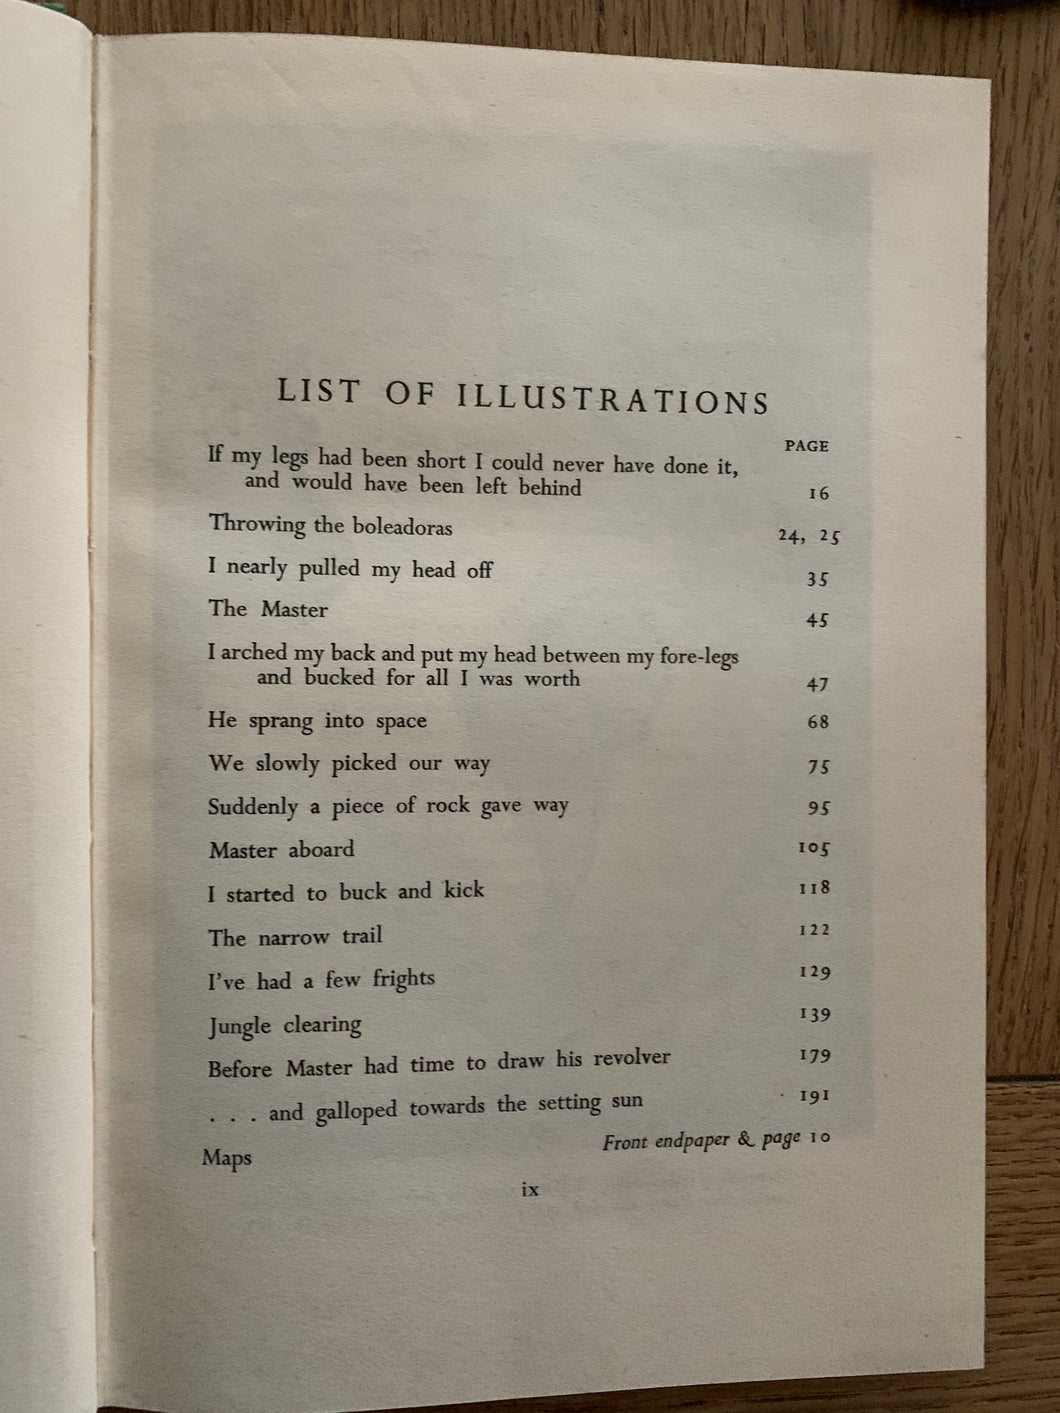 LIST OF ILLUSTRATIONS
PAGE
If my legs had been short I could never have done it,
and would have been left behind 16
Throwing the boleadoras 24, 25
I nearly pulled my head off 35
The Master 45
I arched my back and put my head between my fore-legs
and bucked for all I was worth 47
He sprang into space 68
We slowly picked our way 75
Suddenly a piece of rock gave way 95
Master aboard 105
I started to buck and kick 118
The narrow trail 122
I've had a few frights 129
Jungle clearing 139
Before Master had time to draw his revolver 179
. . . and galloped towards the setting sun 191
Maps Front endpaper & page 10
ix